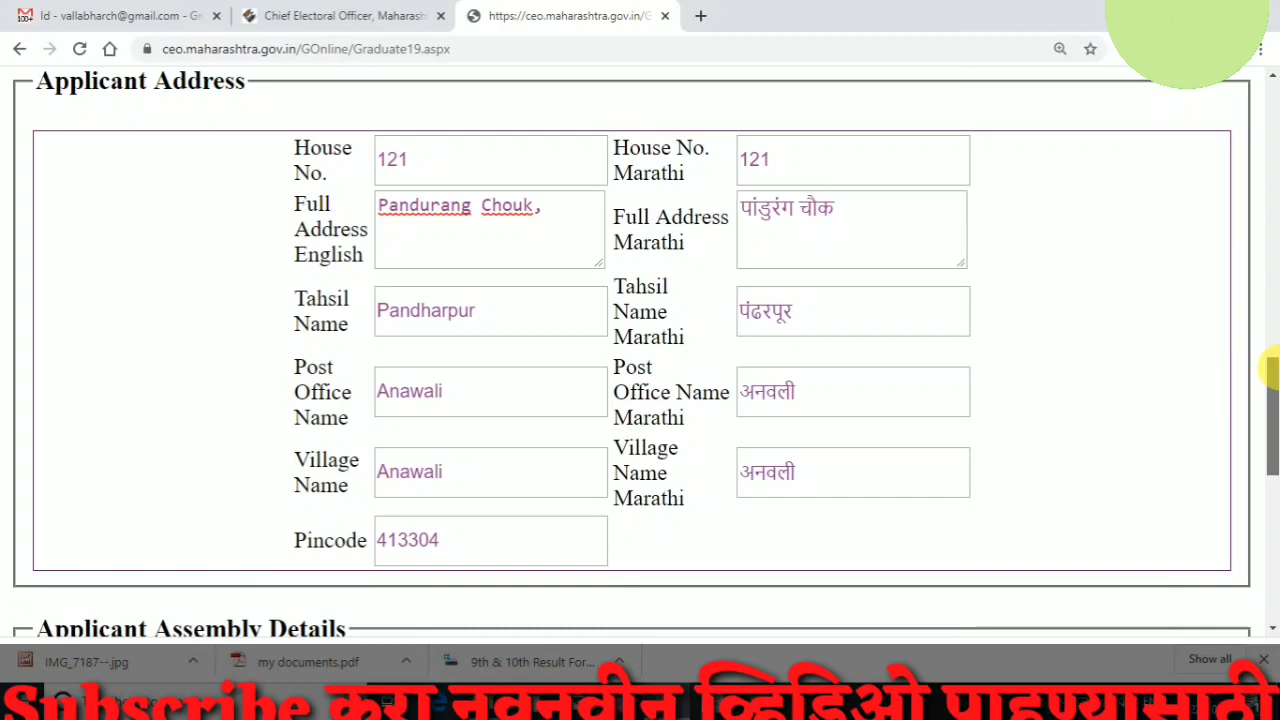 Id - vallabharch@gmail.com - Gr
Chief Electoral Officer, Maharash
https://ceo.maharashtra.gov.in/G
ceo.maharashtra.gov.in/GOnline/Graduate19.aspx
Applicant Address
House No. 121 House No. Marathi 121
Full Address English Pandurang Chouk, Full Address Marathi पांडुरंग चौक
Tahsil Name Pandharpur Tahsil Name Marathi पंढरपूर
Post Office Name Anawali Post Office Name Marathi अनवली
Village Name Anawali Village Name Marathi अनवली
Pincode 413304
Applicant Assembly Details
IMG_7187--.jpg my documents.pdf 9th & 10th Result For... Show all
Subscribe करा नवनवीन व्हिडिओ पाहण्यासाठी